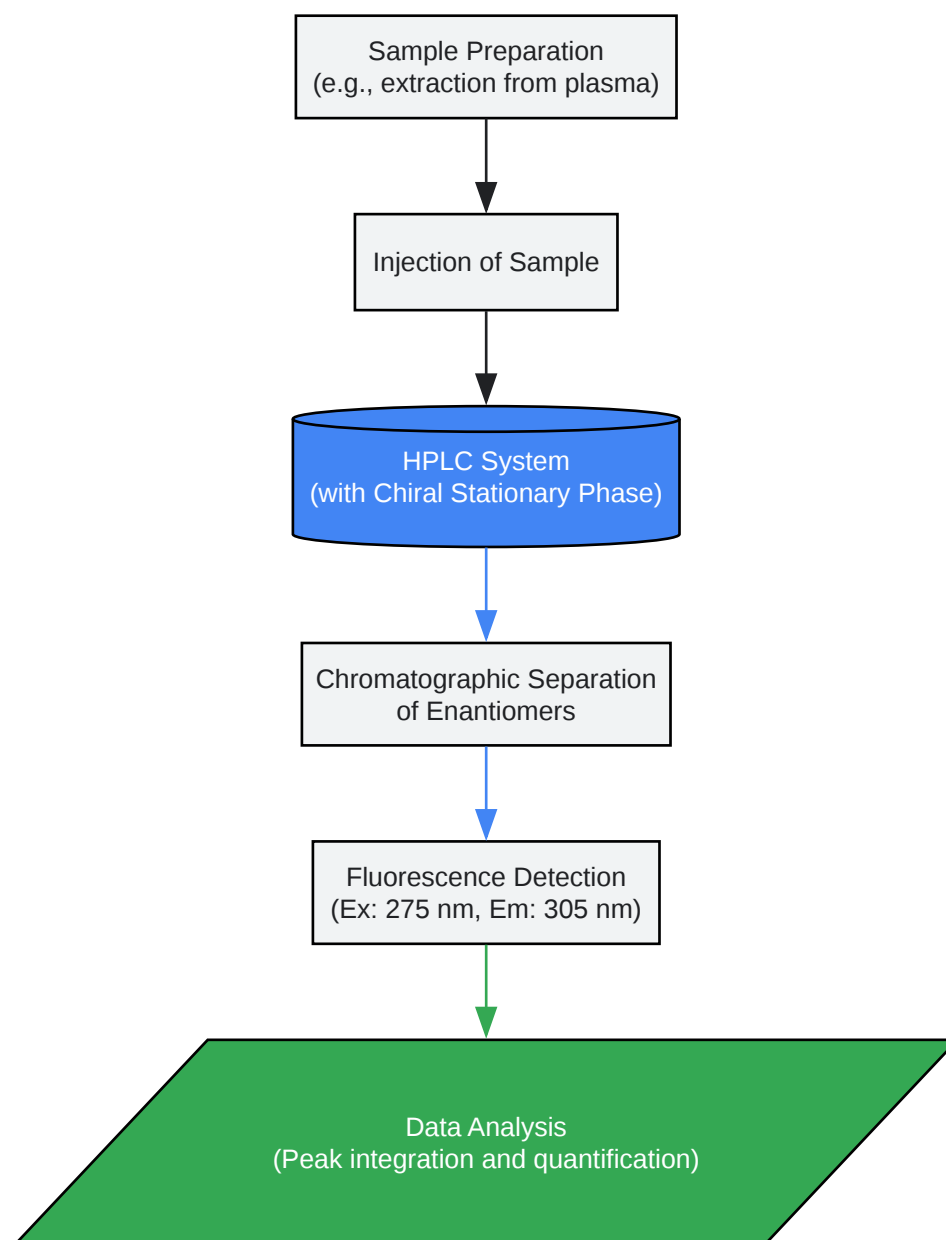 Sample Preparation
(e.g., extraction from plasma)
Injection of Sample
HPLC System
(with Chiral Stationary Phase)
Chromatographic Separation
of Enantiomers
Fluorescence Detection
(Ex: 275 nm, Em: 305 nm)
Data Analysis
(Peak integration and quantification)